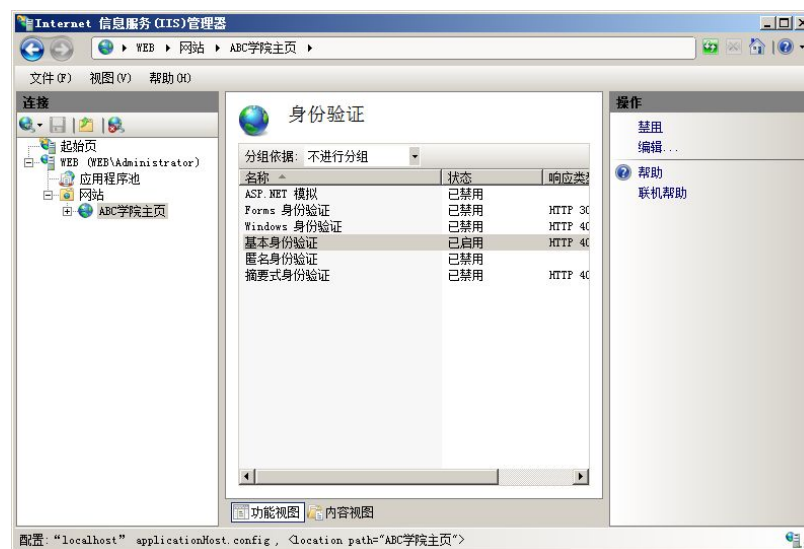 Internet 信息服务(IIS)管理器
WEB 网站 ABC学院主页
文件(F) 视图(V) 帮助(H)
连接
起始页
WEB (WEB\Administrator)
应用程序池
网站
ABC学院主页
身份验证
分组依据: 不进行分组
名称 状态 响应类型
ASP.NET 模拟 已禁用
Forms 身份验证 已禁用 HTTP 30
Windows 身份验证 已禁用 HTTP 40
基本身份验证 已启用 HTTP 40
匿名身份验证 已禁用
摘要式身份验证 已禁用 HTTP 40
功能视图 内容视图
操作
禁用
编辑...
帮助
联机帮助
配置: “localhost” applicationHost.config , <location path="ABC学院主页">